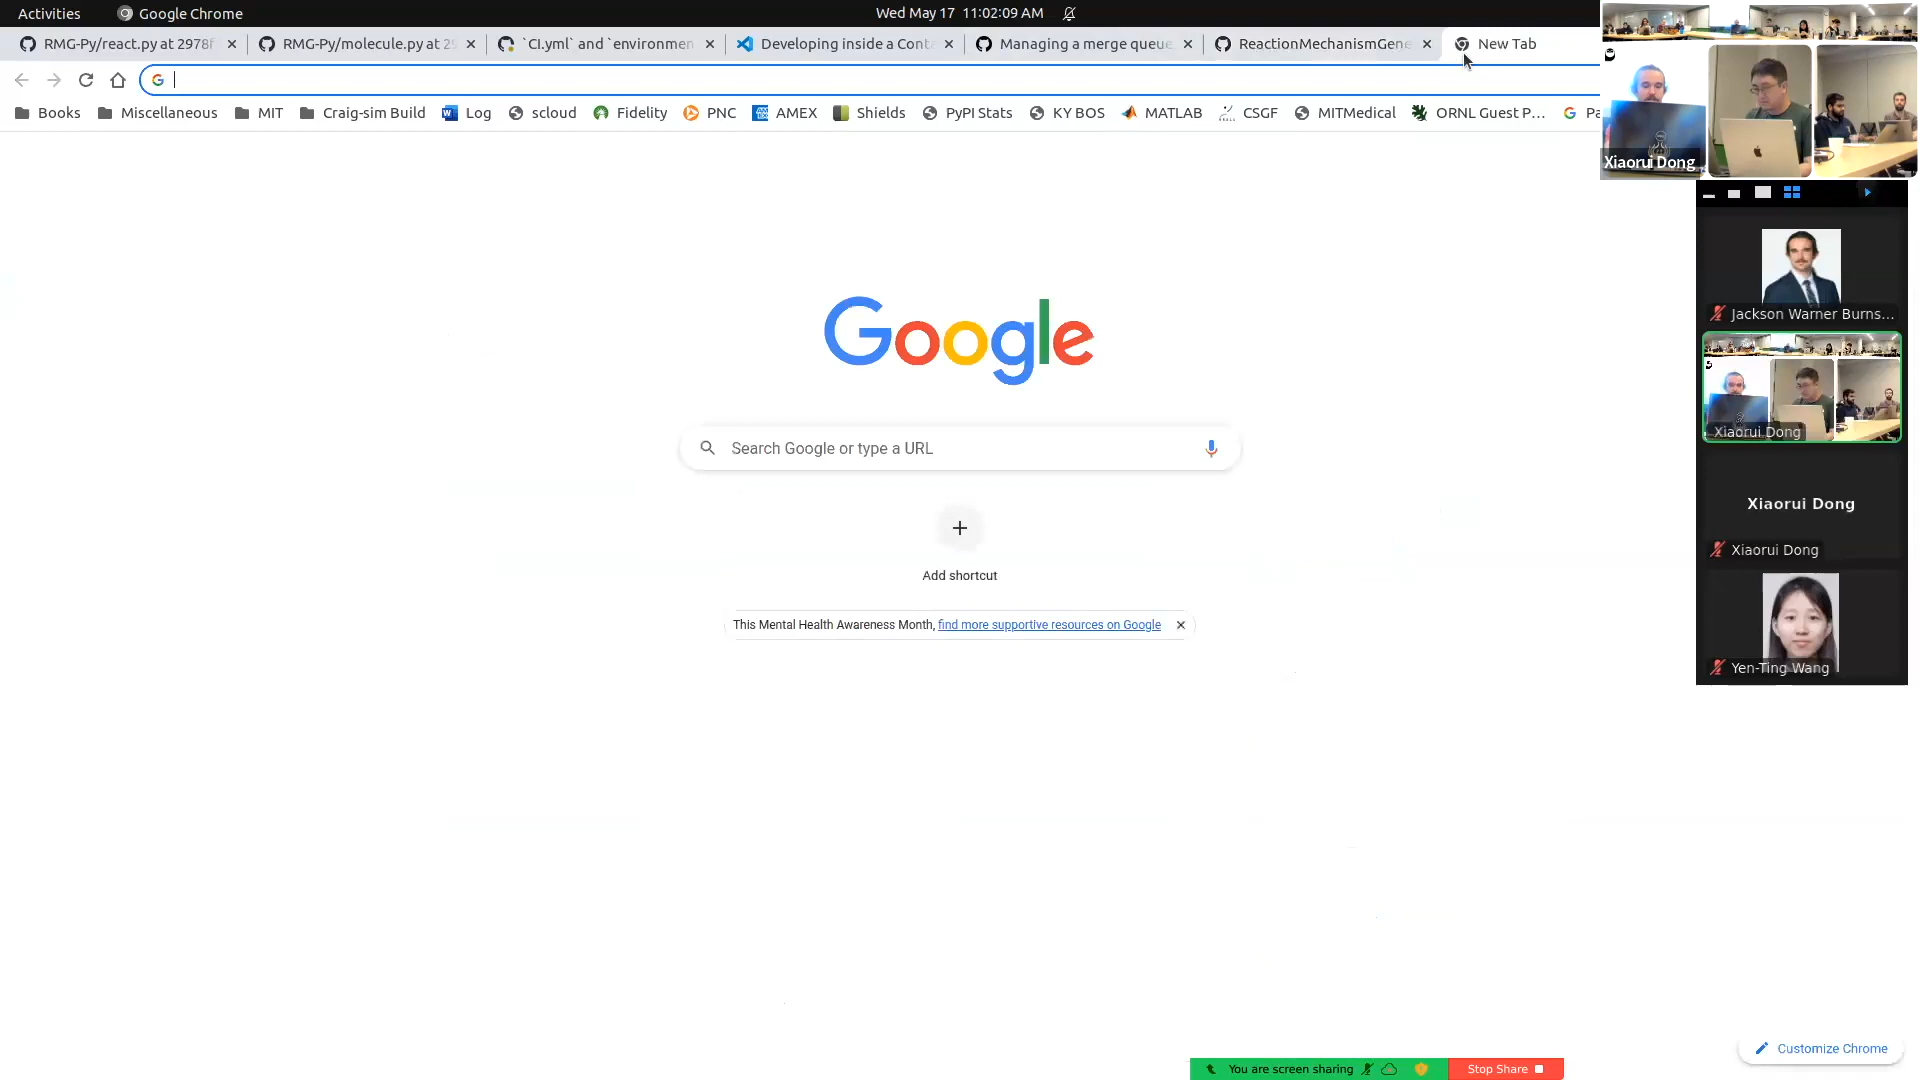 Activities
Google Chrome
Wed May 17 11:02:09 AM
RMG-Py/react.py at 2978f
RMG-Py/molecule.py at 29
`CI.yml` and `environmen
Developing inside a Conta
Managing a merge queue
ReactionMechanismGene
New Tab
Books
Miscellaneous
MIT
Craig-sim Build
Log
scloud
Fidelity
PNC
AMEX
Shields
PyPI Stats
KY BOS
MATLAB
CSGF
MITMedical
ORNL Guest P...
Pa
Xiaorui Dong
Google
Search Google or type a URL
Add shortcut
This Mental Health Awareness Month, find more supportive resources on Google
Jackson Warner Burns...
Xiaorui Dong
Xiaorui Dong
Xiaorui Dong
Yen-Ting Wang
Customize Chrome
You are screen sharing
Stop Share